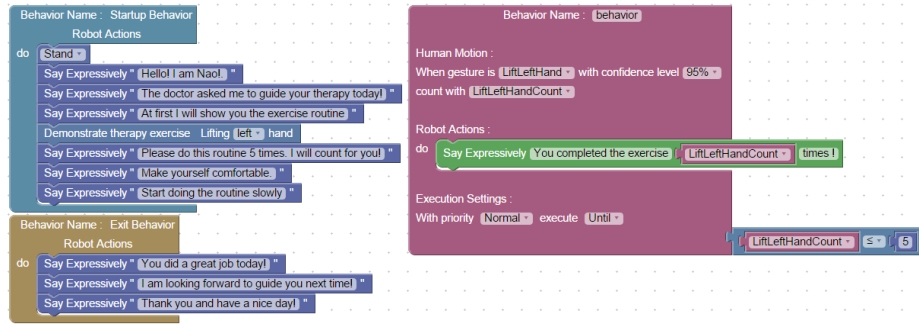 Behavior Name : Startup Behavior
Robot Actions
do Stand
Say Expressively " Hello! I am Nao!. "
Say Expressively " The doctor asked me to guide your therapy today! "
Say Expressively " At first I will show you the exercise routine "
Demonstrate therapy exercise Lifting left hand
Say Expressively " Please do this routine 5 times. I will count for you! "
Say Expressively " Make yourself comfortable. "
Say Expressively " Start doing the routine slowly "
Behavior Name : Exit Behavior
Robot Actions
do Say Expressively " You did a great job today! "
Say Expressively " I am looking forward to guide you next time! "
Say Expressively " Thank you and have a nice day! "
Behavior Name : behavior
Human Motion :
When gesture is LiftLeftHand with confidence level 95%
count with LiftLeftHandCount
Robot Actions :
do Say Expressively You completed the exercise LiftLeftHandCount times !
Execution Settings :
With priority Normal execute Until
LiftLeftHandCount ≤ 5